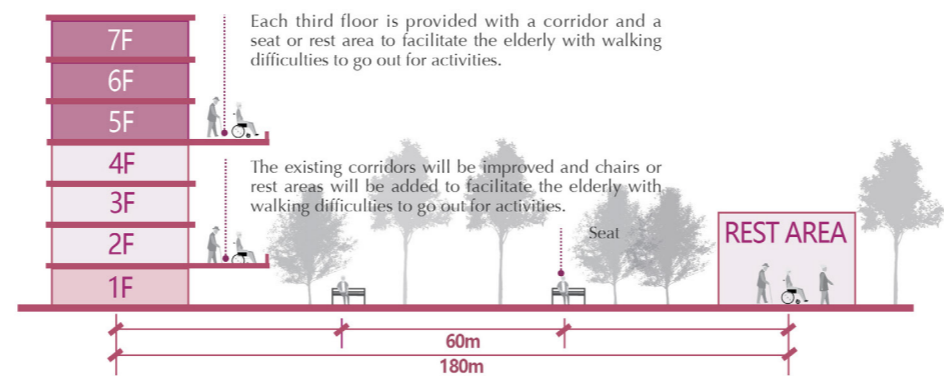 Each third floor is provided with a corridor and a
seat or rest area to facilitate the elderly with walking
difficulties to go out for activities.
7F
6F
5F
4F
3F
2F
1F
The existing corridors will be improved and chairs or
rest areas will be added to facilitate the elderly with
walking difficulties to go out for activities.
Seat
REST AREA
60m
180m